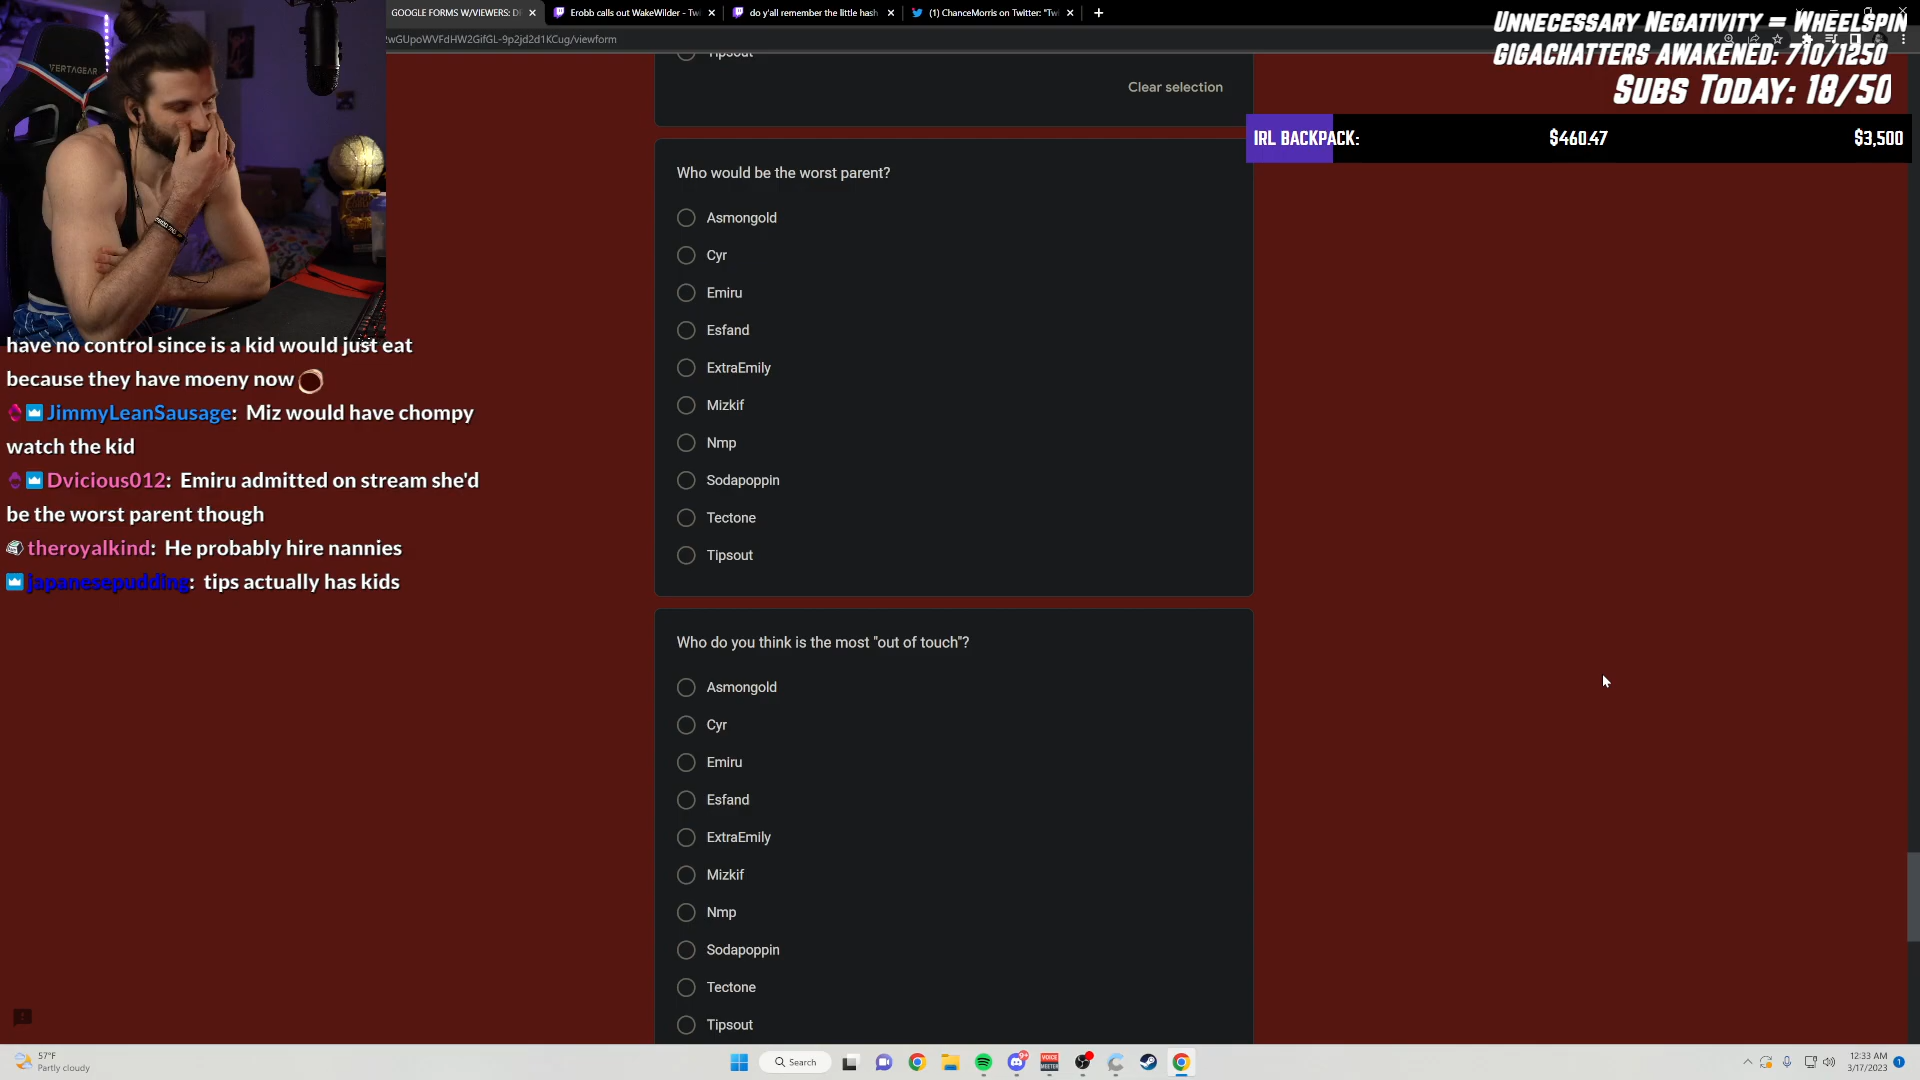 GOOGLE FORMS W/VIEWERS: D
Erobb calls out WakeWilder - Tw
do y'all remember the little hash
(1) ChanceMorris on Twitter: "Tw
2wGUpoWVFdHW2GifGL-9p2jd2d1KCug/viewform
UNNECESSARY NEGATIVITY = WHEELSPIN
GIGACHATTERS AWAKENED: 710/1250
SUBS TODAY: 18/50
IRL BACKPACK: $460.47 $3,500
VERTAGEAR
Tipsout
Clear selection
Who would be the worst parent?
Asmongold
Cyr
Emiru
Esfand
ExtraEmily
Mizkif
Nmp
Sodapoppin
Tectone
Tipsout
Who do you think is the most "out of touch"?
Asmongold
Cyr
Emiru
Esfand
ExtraEmily
Mizkif
Nmp
Sodapoppin
Tectone
Tipsout
have no control since is a kid would just eat
because they have moeny now
JimmyLeanSausage: Miz would have chompy
watch the kid
Dvicious012: Emiru admitted on stream she'd
be the worst parent though
theroyalkind: He probably hire nannies
japanesepudding: tips actually has kids
57°F
Partly cloudy
Search
12:33 AM
3/17/2023